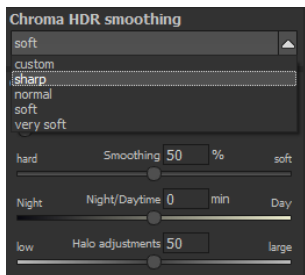 Chroma HDR smoothing
soft
custom
sharp
normal
soft
very soft
hard Smoothing 50 % soft
Night Night/Daytime 0 min Day
low Halo adjustments 50 large